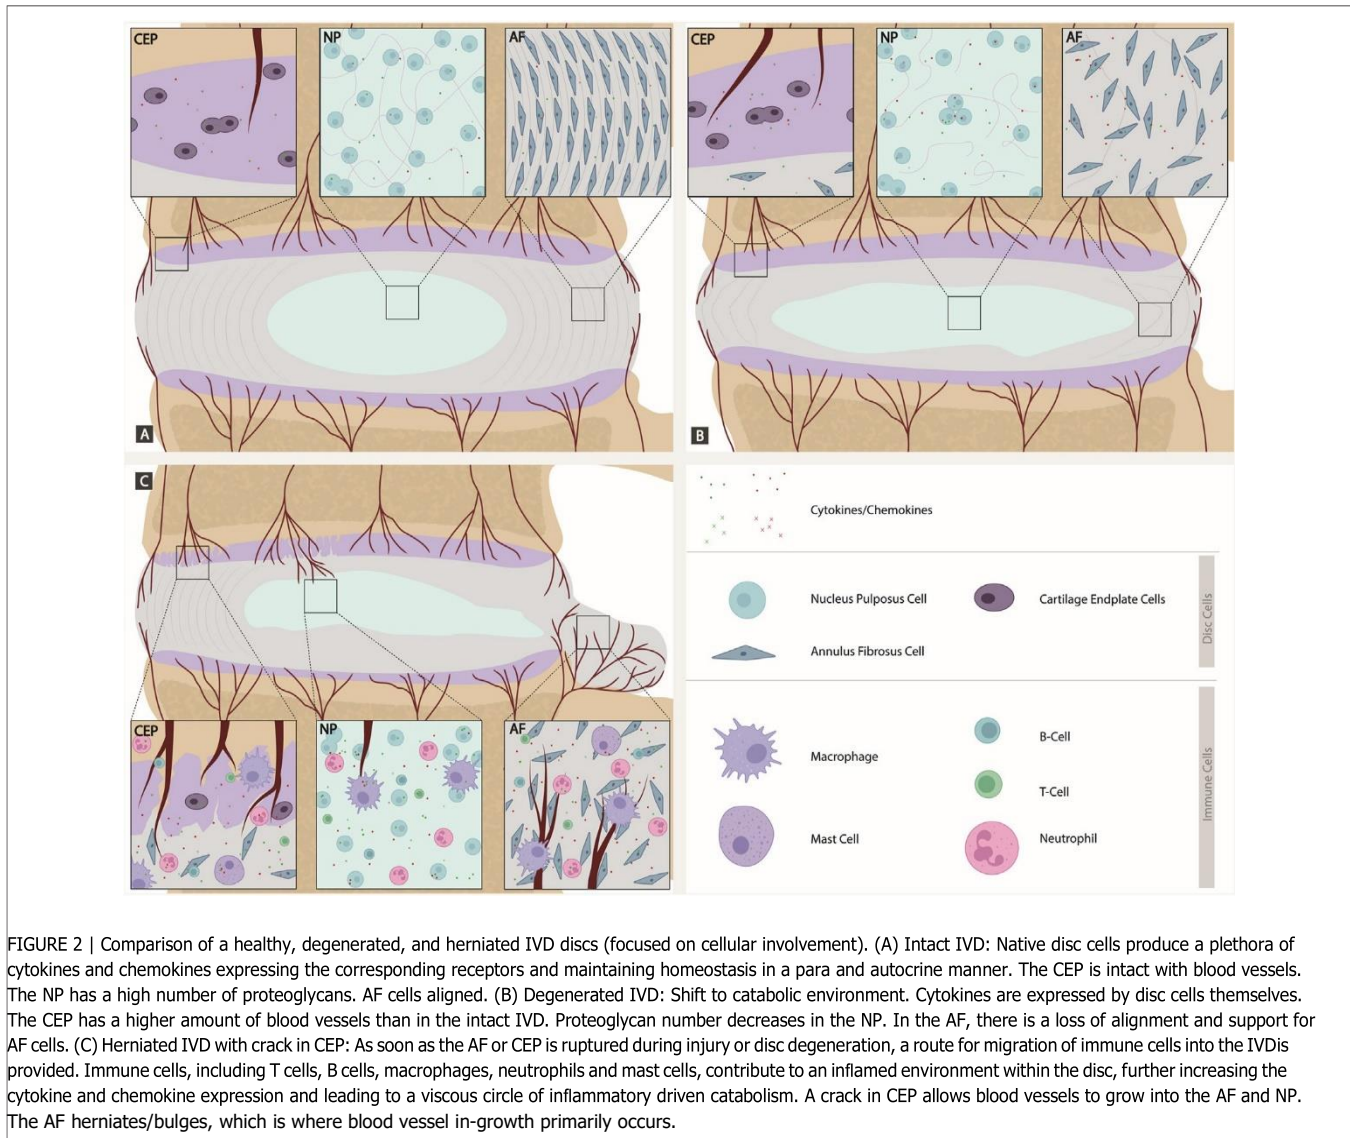 CEP
NP
AF
A
CEP
NP
AF
B
C
CEP
NP
AF
Cytokines/Chemokines
Nucleus Pulposus Cell
Cartilage Endplate Cells
Annulus Fibrosus Cell
Disc Cells
Macrophage
B-Cell
T-Cell
Mast Cell
Neutrophil
Immune Cells
FIGURE 2 | Comparison of a healthy, degenerated, and herniated IVD discs (focused on cellular involvement). (A) Intact IVD: Native disc cells produce a plethora of
cytokines and chemokines expressing the corresponding receptors and maintaining homeostasis in a para and autocrine manner. The CEP is intact with blood vessels.
The NP has a high number of proteoglycans. AF cells aligned. (B) Degenerated IVD: Shift to catabolic environment. Cytokines are expressed by disc cells themselves.
The CEP has a higher amount of blood vessels than in the intact IVD. Proteoglycan number decreases in the NP. In the AF, there is a loss of alignment and support for
AF cells. (C) Herniated IVD with crack in CEP: As soon as the AF or CEP is ruptured during injury or disc degeneration, a route for migration of immune cells into the IVDis
provided. Immune cells, including T cells, B cells, macrophages, neutrophils and mast cells, contribute to an inflamed environment within the disc, further increasing the
cytokine and chemokine expression and leading to a viscous circle of inflammatory driven catabolism. A crack in CEP allows blood vessels to grow into the AF and NP.
The AF herniates/bulges, which is where blood vessel in-growth primarily occurs.